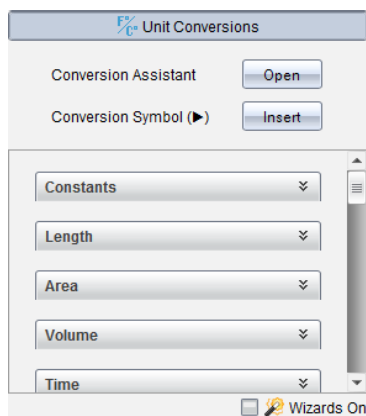 F°/C° Unit Conversions
Conversion Assistant Open
Conversion Symbol (►) Insert
Constants
Length
Area
Volume
Time
Wizards On